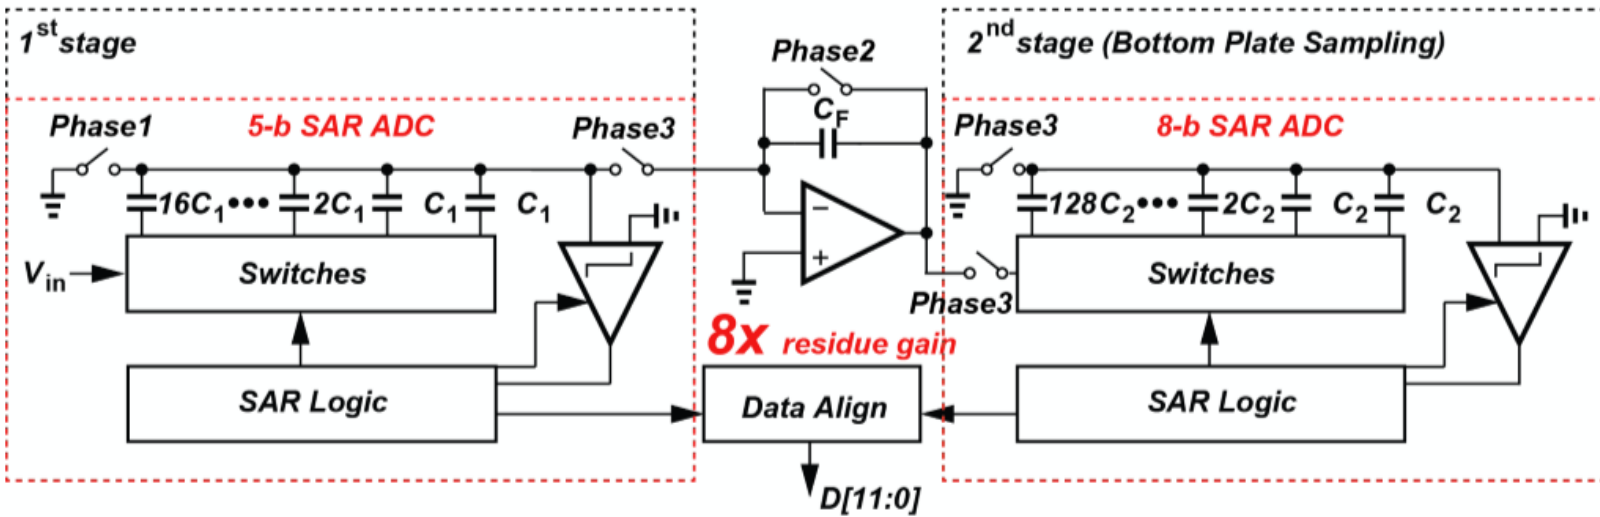 1st stage
2nd stage (Bottom Plate Sampling)
Phase2
CF
Phase1
5-b SAR ADC
Phase3
Phase3
8-b SAR ADC
16C1•••
2C1
C1
C1
128C2•••
2C2
C2
C2
−
+
Vin
Switches
Switches
Phase3
8x residue gain
SAR Logic
Data Align
SAR Logic
D[11:0]